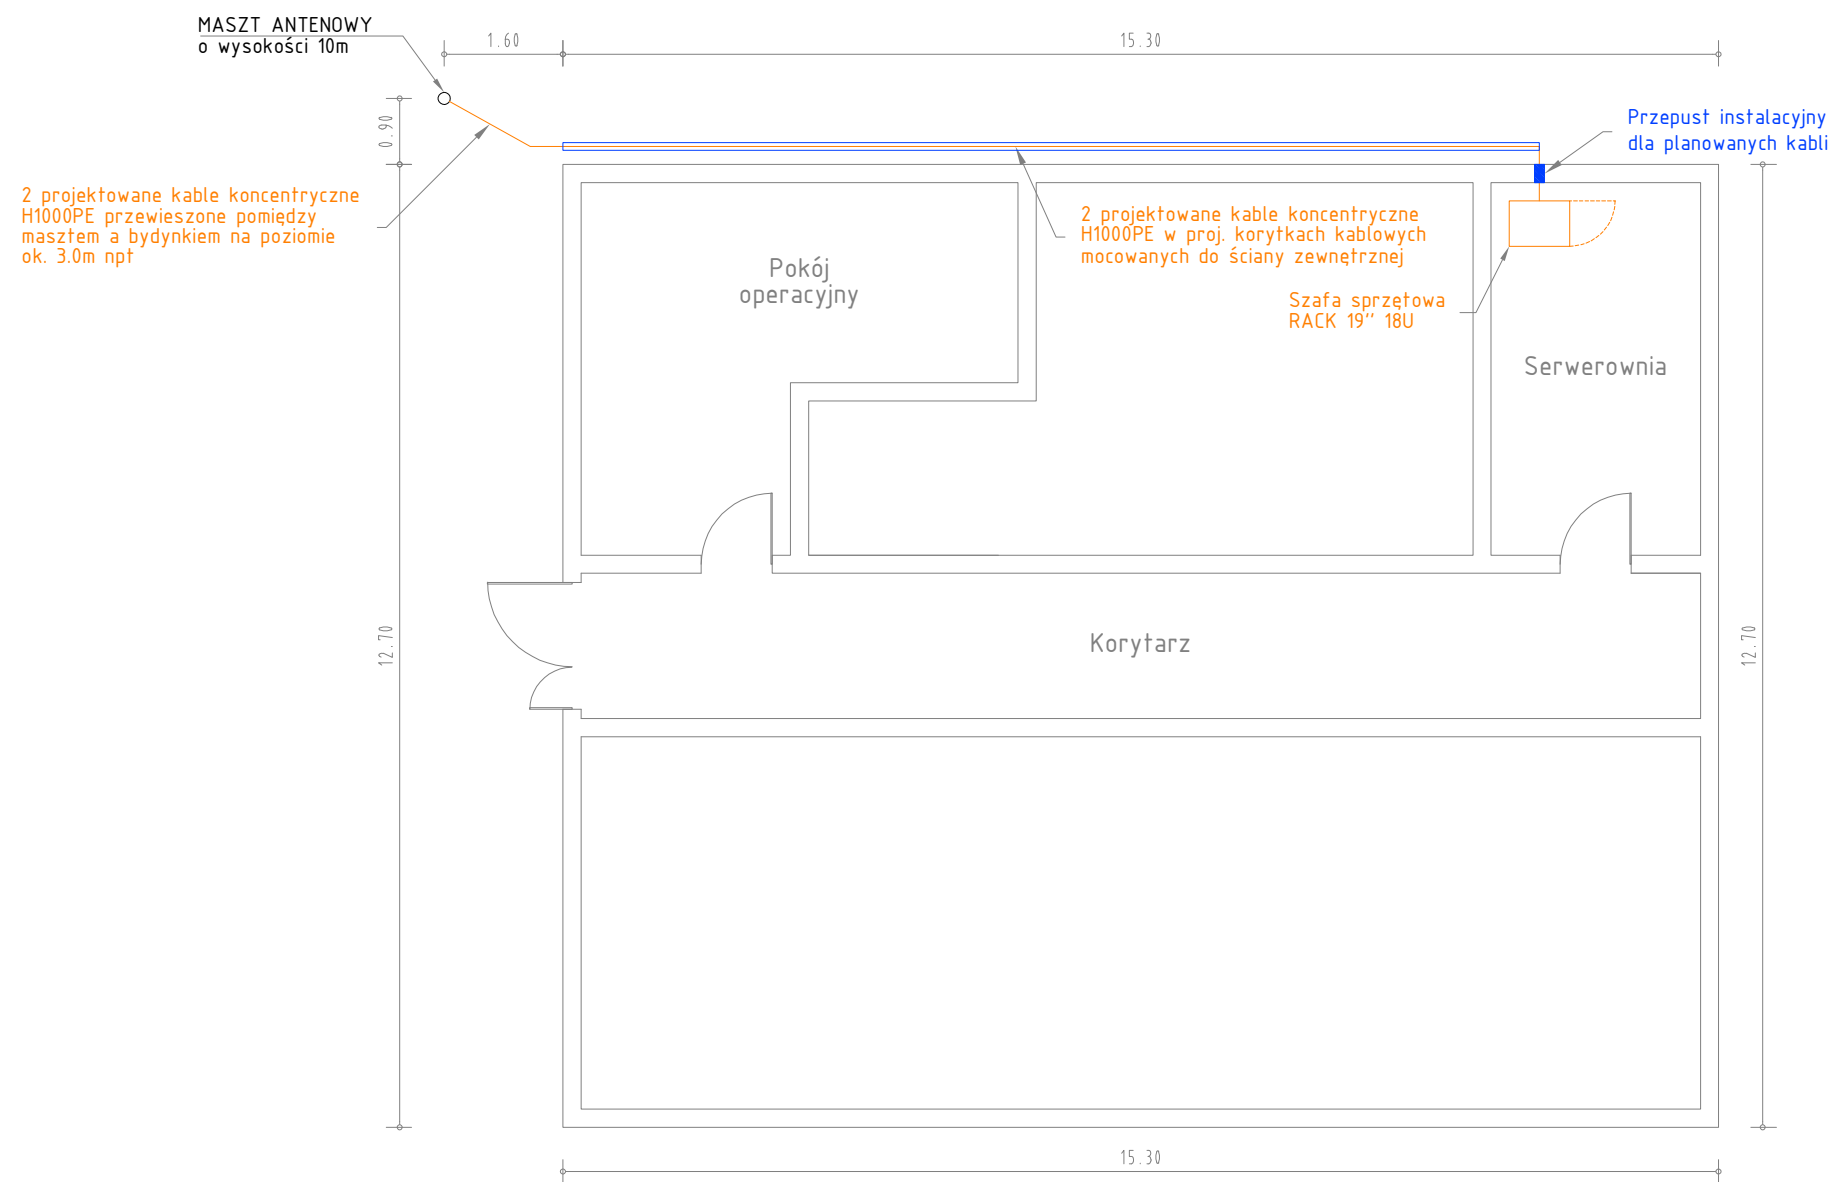 MASZT ANTENOWY
o wysokości 10m
1.60
15.30
0.90
Przepust instalacyjny
dla planowanych kabli
2 projektowane kable koncentryczne
H1000PE przewieszone pomiędzy
masztem a bydynkiem na poziomie
ok. 3.0m npt
2 projektowane kable koncentryczne
H1000PE w proj. korytkach kablowych
mocowanych do ściany zewnętrznej
Pokój
operacyjny
Szafa sprzętowa
RACK 19'' 18U
Serwerownia
Korytarz
12.70
12.70
15.30